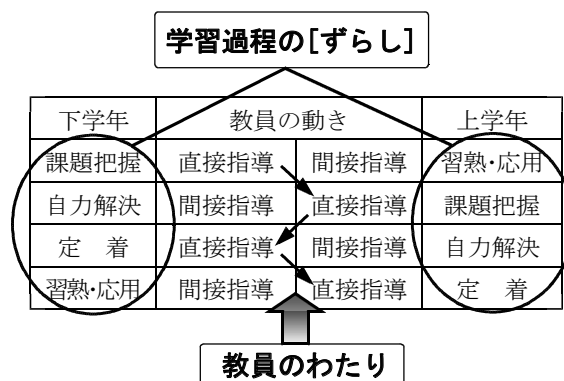 学習過程の[ずらし]
下学年 教員の動き 上学年
課題把握 直接指導 間接指導 習熟・応用
自力解決 間接指導 直接指導 課題把握
定　着 直接指導 間接指導 自力解決
習熟・応用 間接指導 直接指導 定　着
教員のわたり